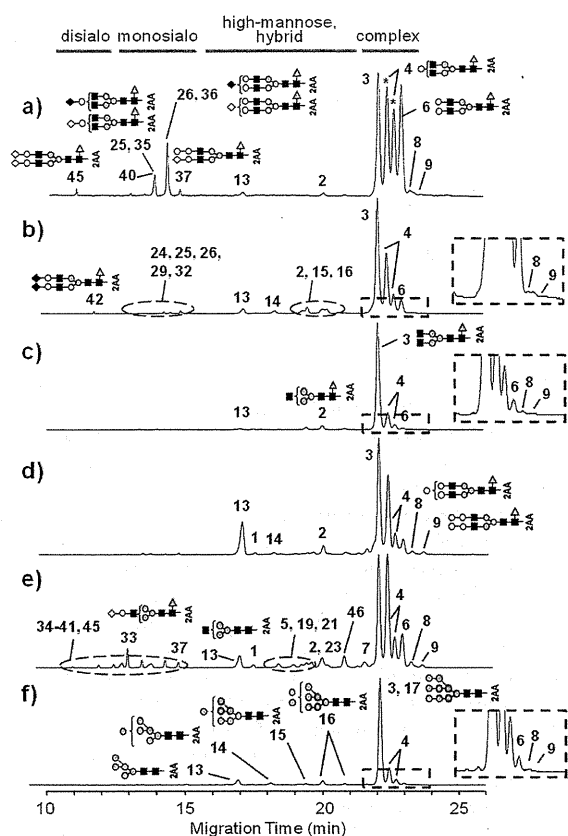 disialo monosialo high-mannose, hybrid complex
a)
45 25, 35 40 26, 36 37 13 2 3 * * 4 6 8 9
2AA 2AA 2AA 2AA 2AA 2AA 2AA 2AA
b)
42 24, 25, 26, 29, 32 13 14 2, 15, 16 3 4 6 8 9
2AA
c)
13 2 3 4 6 6 8 9
2AA 2AA
d)
13 1 14 2 3 4 8 9
2AA 2AA
e)
34-41, 45 33 37 13 1 5, 19, 21 2, 23 46 7 4 8 9
2AA 2AA
f)
13 14 15 16 3, 17 4 6 8 9
2AA 2AA 2AA 2AA 2AA
10 15 20 25
Migration Time (min)